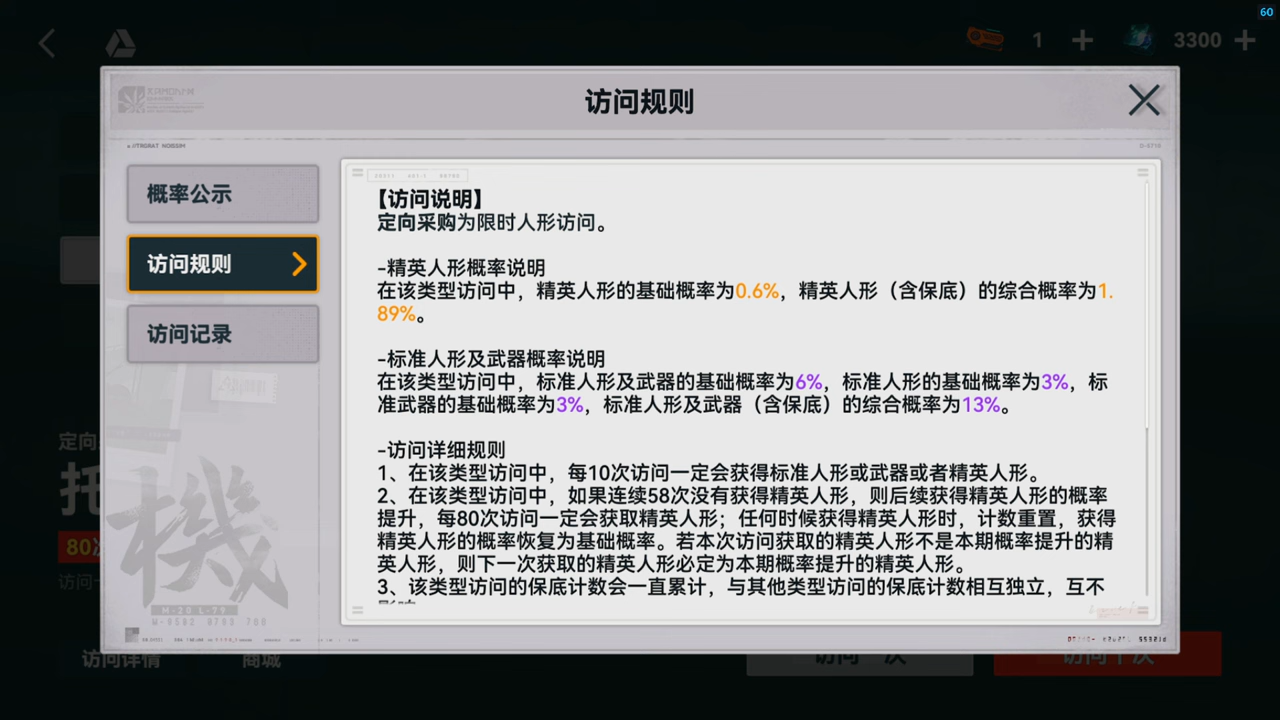 60
1
3300
访问规则
概率公示
访问规则
访问记录
【访问说明】
定向采购为限时人形访问。
-精英人形概率说明
在该类型访问中，精英人形的基础概率为0.6%，精英人形（含保底）的综合概率为1.
89%。
-标准人形及武器概率说明
在该类型访问中，标准人形及武器的基础概率为6%，标准人形的基础概率为3%，标
准武器的基础概率为3%，标准人形及武器（含保底）的综合概率为13%。
-访问详细规则
1、在该类型访问中，每10次访问一定会获得标准人形或武器或者精英人形。
2、在该类型访问中，如果连续58次没有获得精英人形，则后续获得精英人形的概率
提升，每80次访问一定会获取精英人形；任何时候获得精英人形时，计数重置，获得
精英人形的概率恢复为基础概率。若本次访问获取的精英人形不是本期概率提升的精
英人形，则下一次获取的精英人形必定为本期概率提升的精英人形。
3、该类型访问的保底计数会一直累计，与其他类型访问的保底计数相互独立，互不
定向
托
80
访问
機
访问详情
商城
访问一次
访问十次